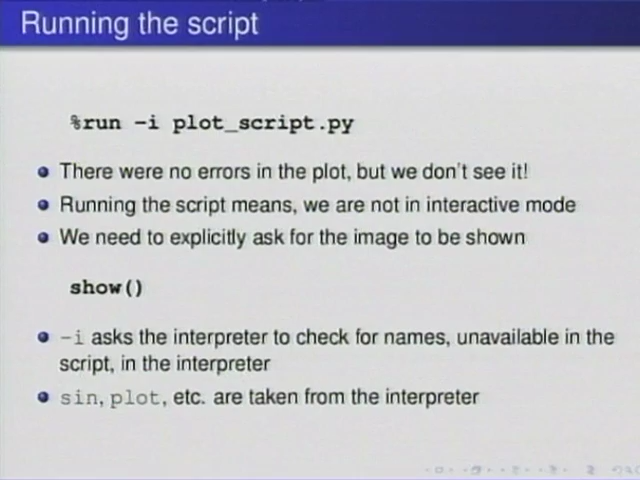 Running the script
%run -i plot_script.py
There were no errors in the plot, but we don't see it!
Running the script means, we are not in interactive mode
We need to explicitly ask for the image to be shown
show()
-i asks the interpreter to check for names, unavailable in the
script, in the interpreter
sin, plot, etc. are taken from the interpreter